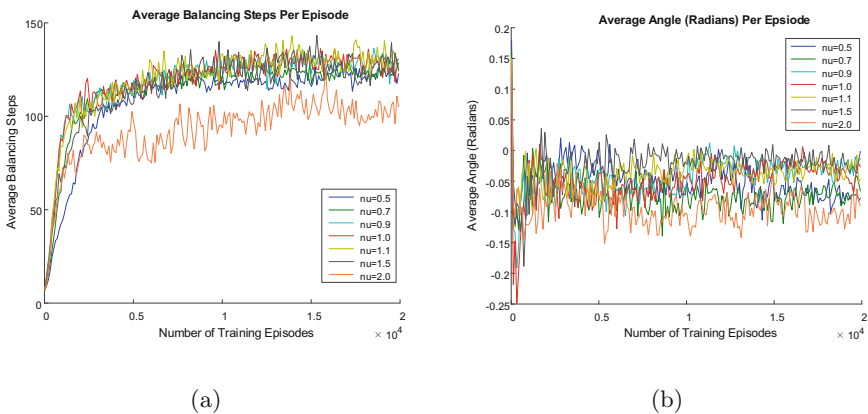 Average Balancing Steps Per Episode
150
100
50
0
Average Balancing Steps
nu=0.5
nu=0.7
nu=0.9
nu=1.0
nu=1.1
nu=1.5
nu=2.0
0 0.5 1 1.5 2
Number of Training Episodes × 10^4
(a)
Average Angle (Radians) Per Epsiode
0.2
0.15
0.1
0.05
0
-0.05
-0.1
-0.15
-0.2
-0.25
Average Angle (Radians)
nu=0.5
nu=0.7
nu=0.9
nu=1.0
nu=1.1
nu=1.5
nu=2.0
0 0.5 1 1.5 2
Number of Training Episodes × 10^4
(b)